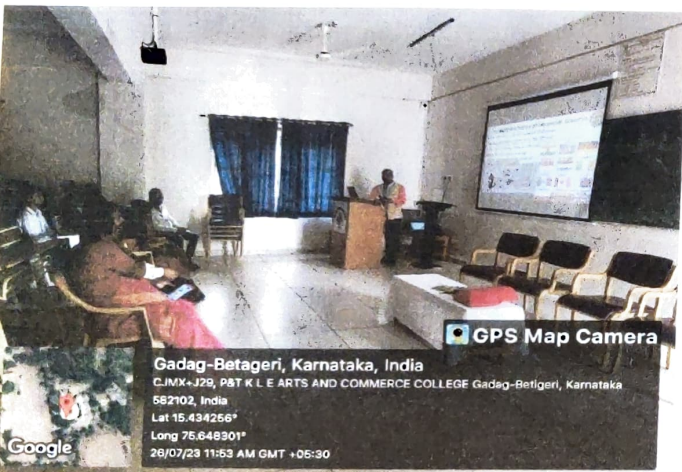 GPS Map Camera
Gadag-Betageri, Karnataka, India
CJMX+J29, P&T K L E ARTS AND COMMERCE COLLEGE Gadag-Betigeri, Karnataka
582102, India
Lat 15.434256°
Long 75.648301°
26/07/23 11:53 AM GMT +05:30
Google